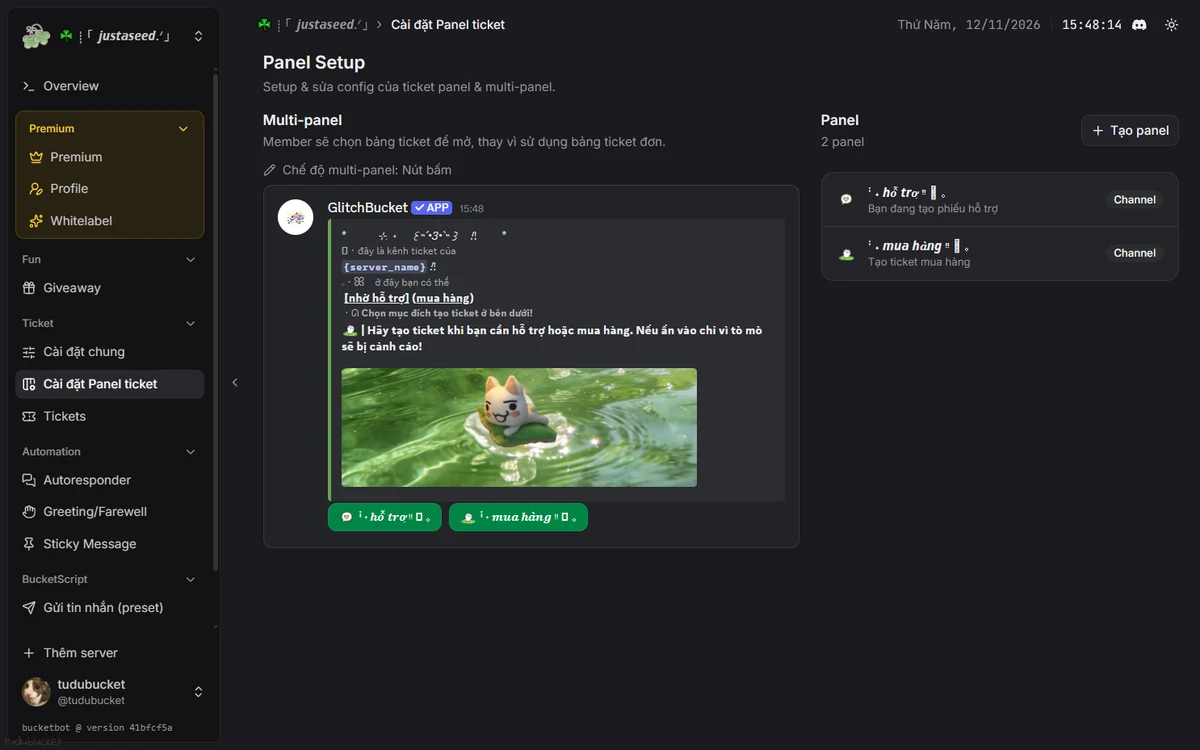 ☘ ┊「 justaseed.ᐟ」
Overview
Premium
Premium
Profile
Whitelabel
Fun
Giveaway
Ticket
Cài đặt chung
Cài đặt Panel ticket
Tickets
Automation
Autoresponder
Greeting/Farewell
Sticky Message
BucketScript
Gửi tin nhắn (preset)
Thêm server
tudubucket
@tudubucket
bucketbot @ version 41bfcf5a
tudubucket
☘ ┊「 justaseed.ᐟ」 › Cài đặt Panel ticket
Thứ Năm, 12/11/2026 15:48:14
Panel Setup
Setup & sửa config của ticket panel & multi-panel.
Multi-panel
Member sẽ chọn bảng ticket để mở, thay vì sử dụng bảng ticket đơn.
Chế độ multi-panel: Nút bấm
GlitchBucket ✓ APP 15:48
· đây là kênh ticket của
{server_name} !!
ở đây bạn có thể
[nhờ hỗ trợ] (mua hàng)
· Chọn mục đích tạo ticket ở bên dưới!
| Hãy tạo ticket khi bạn cần hỗ trợ hoặc mua hàng. Nếu ấn vào chỉ vì tò mò
sẽ bị cảnh cáo!
hỗ trợ
mua hàng
Panel
2 panel
+ Tạo panel
hỗ trợ
Bạn đang tạo phiếu hỗ trợ
Channel
mua hàng
Tạo ticket mua hàng
Channel